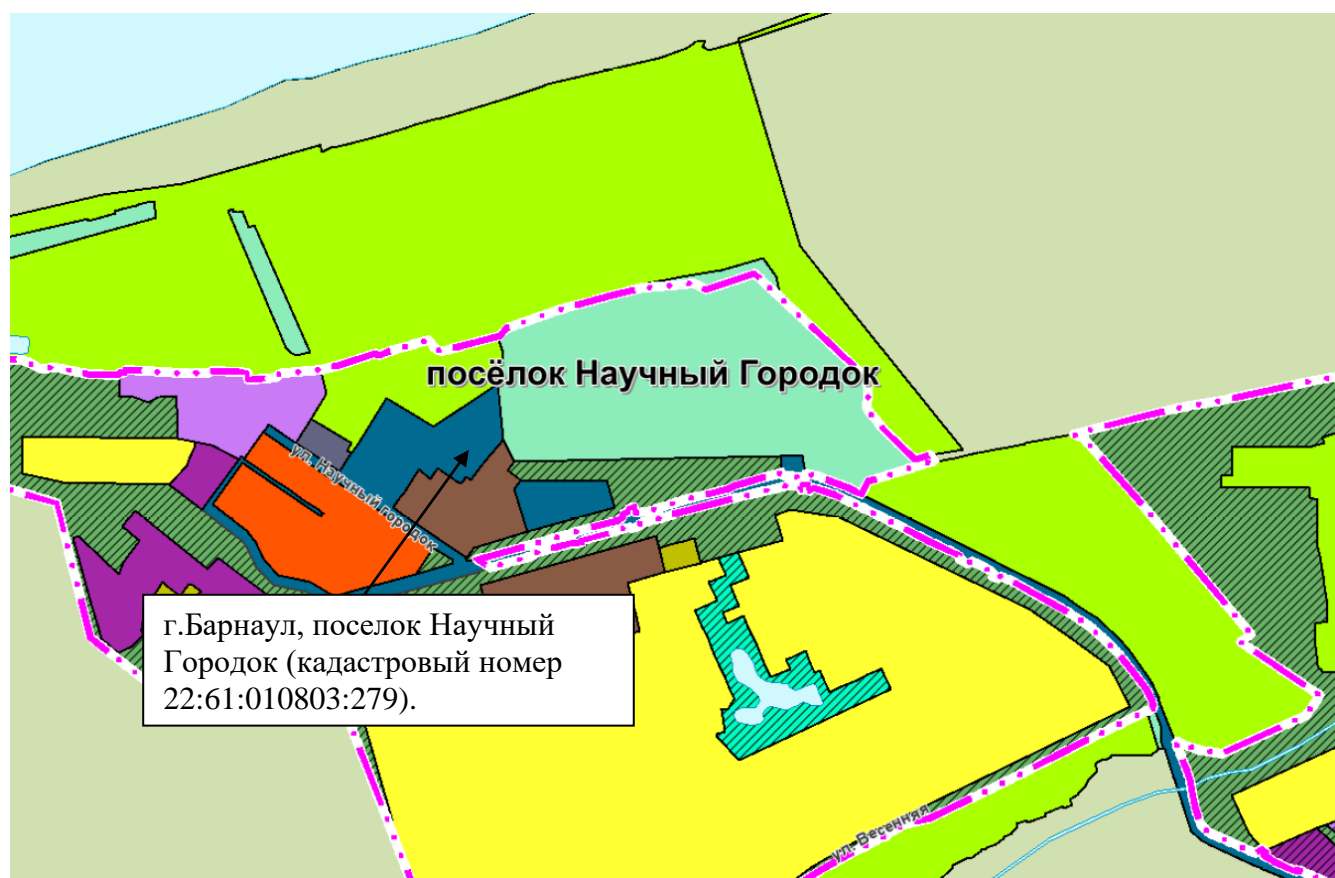 посёлок Научный Городок
ул. Научный городок
г.Барнаул, поселок Научный
Городок (кадастровый номер
22:61:010803:279).
ул. Весенняя